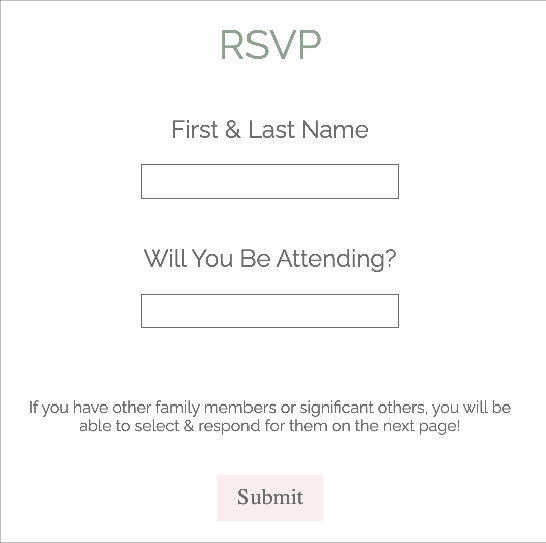 RSVP
First & Last Name
Will You Be Attending?
If you have other family members or significant others, you will be
able to select & respond for them on the next page!
Submit